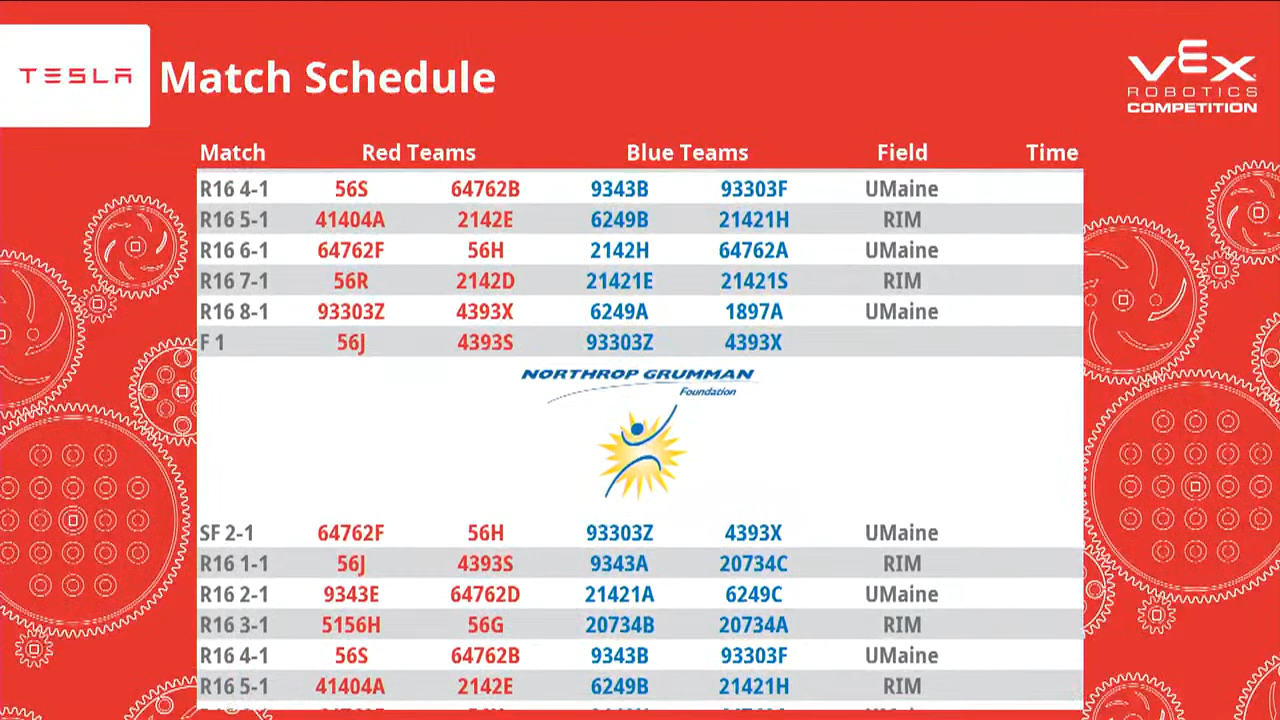 TESLA
Match Schedule
VEX
ROBOTICS
COMPETITION
Match Red Teams Blue Teams Field Time
R16 4-1 56S 64762B 9343B 93303F UMaine
R16 5-1 41404A 2142E 6249B 21421H RIM
R16 6-1 64762F 56H 2142H 64762A UMaine
R16 7-1 56R 2142D 21421E 21421S RIM
R16 8-1 93303Z 4393X 6249A 1897A UMaine
F 1 56J 4393S 93303Z 4393X
NORTHROP GRUMMAN
Foundation
SF 2-1 64762F 56H 93303Z 4393X UMaine
R16 1-1 56J 4393S 9343A 20734C RIM
R16 2-1 9343E 64762D 21421A 6249C UMaine
R16 3-1 5156H 56G 20734B 20734A RIM
R16 4-1 56S 64762B 9343B 93303F UMaine
R16 5-1 41404A 2142E 6249B 21421H RIM